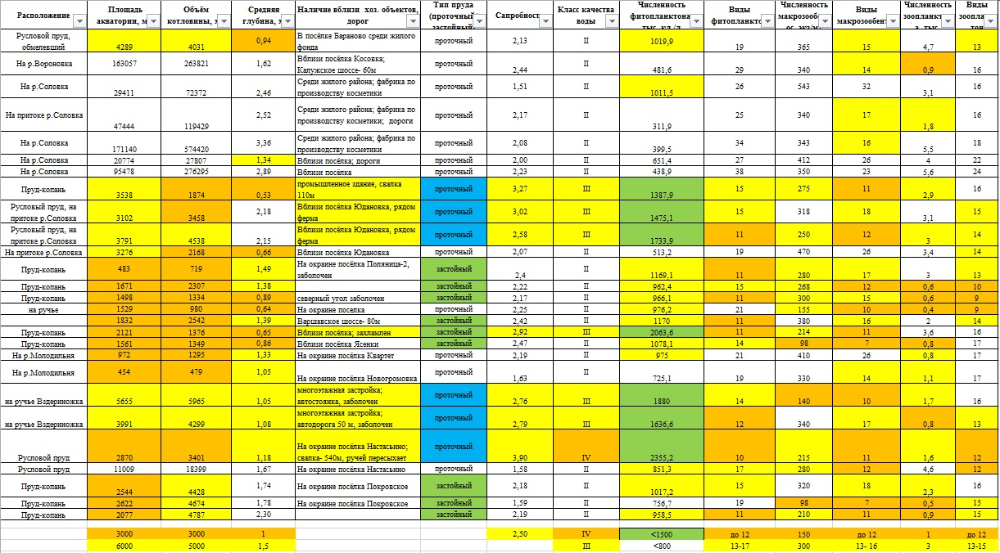 Расположение | Площадь акватории, м | Объём котловины, м | Средняя глубина, м | Наличие вблизи хоз. объектов, дорог | Тип пруда (проточный/ застойный) | Сапробност | Класс качества воды | Численность фитопланктона тыс. кл./л | Виды фитопланкт | Численность макрозообе ос. экз/м | Виды макрозообен | Численность зоопланкт а, тыс | Виды зоопла тон
Русловой пруд, обмелевший | 4289 | 4031 | 0,94 | В посёлке Бараново среди жилого фонда | проточный | 2,13 | II | 1019,9 | 19 | 365 | 15 | 4,7 | 13
На р.Вороновка | 163057 | 263821 | 1,62 | Вблизи посёлка Косовка; Калужское шоссе- 60м | проточный | 2,44 | II | 481,6 | 29 | 340 | 14 | 0,9 | 16
На р.Соловка | 29411 | 72372 | 2,46 | Среди жилого района; фабрика по производству косметики | проточный | 1,51 | II | 1011,5 | 26 | 543 | 32 | 3,1 | 16
На притоке р.Соловка | 47444 | 119429 | 2,52 | Среди жилого района; фабрика по производству косметики; дороги | проточный | 2,17 | II | 311,9 | 25 | 340 | 17 | 1,8 | 16
На р.Соловка | 171140 | 574420 | 3,36 | Среди жилого района; фабрика по производству косметики | проточный | 2,08 | II | 399,5 | 34 | 343 | 16 | 5,5 | 18
На р.Соловка | 20774 | 27807 | 1,34 | Вблизи посёлка; дороги | проточный | 2,00 | II | 651,4 | 27 | 412 | 26 | 4 | 22
На р.Соловка | 95478 | 276295 | 2,89 | Вблизи посёлка | проточный | 2,23 | II | 438,9 | 38 | 350 | 23 | 5,6 | 24
Пруд-копань | 3538 | 1874 | 0,53 | промышленное здание, свалка 110м | проточный | 3,27 | III | 1387,9 | 15 | 275 | 11 | 2,9 | 16
Русловый пруд, на притоке р.Соловка | 3102 | 3458 | 2,18 | Вблизи посёлка Юдановка, рядом ферма | проточный | 3,02 | III | 1475,1 | 15 | 318 | 18 | 3,1 | 15
Русловый пруд, на притоке р.Соловка | 3791 | 4538 | 2,15 | Вблизи посёлка Юдановка, рядом ферма | проточный | 2,58 | III | 1733,9 | 11 | 250 | 12 | 3 | 14
На притоке р.Соловка | 3276 | 2168 | 0,66 | Вблизи посёлка Юдановка | проточный | 2,07 | II | 513,2 | 19 | 470 | 26 | 3,4 | 14
Пруд-копань | 483 | 719 | 1,49 | На окраине посёлка Поляница-2, заболочен | застойный | 2,4 | II | 1169,1 | 11 | 280 | 17 | 3 | 13
Пруд-копань | 1671 | 2307 | 1,38 | застойный | 2,22 | II | 962,4 | 15 | 268 | 12 | 0,6 | 10
Пруд-копань | 1498 | 1334 | 0,89 | северный угол заболочен | застойный | 2,17 | II | 966,1 | 11 | 300 | 15 | 0,6 | 9
на ручье | 1529 | 980 | 0,64 | На окраине поселка | проточный | 2,25 | II | 976,2 | 21 | 155 | 10 | 0,4 | 9
1832 | 2542 | 1,39 | Варшавское шоссе- 80м | застойный | 2,42 | II | 1170 | 11 | 380 | 16 | 2 | 14
Пруд-копань | 2121 | 1376 | 0,65 | Вблизи посёлка; захламлен | застойный | 2,92 | III | 2063,6 | 11 | 214 | 11 | 3,6 | 16
Пруд-копань | 1561 | 1349 | 0,86 | Вблизи посёлка Ясенки | застойный | 2,47 | II | 1078,1 | 14 | 98 | 7 | 0,8 | 17
На р.Молодильня | 972 | 1295 | 1,33 | На окраине посёлка Квартет | проточный | 2,19 | II | 975 | 21 | 410 | 26 | 0,8 | 17
На р.Молодильня | 454 | 479 | 1,05 | На окраине посёлка Новогромовка | проточный | 1,63 | II | 725,1 | 19 | 330 | 14 | 1,1 | 17
на ручье Вздериножка | 5655 | 5965 | 1,05 | многоэтажная застройка; автостоянка, заболочен | проточный | 2,76 | III | 1880 | 14 | 140 | 10 | 1,7 | 16
на ручье Вздериножка | 3991 | 4299 | 1,08 | многоэтажная застройка; автодорога 50 м, заболочен | проточный | 2,79 | III | 1636,6 | 12 | 340 | 17 | 0,8 | 13
Русловой пруд | 2870 | 3401 | 1,18 | На окраине посёлка Настасьино; свалка- 540м, ручей пересыхает | проточный | 3,90 | IV | 2355,2 | 10 | 215 | 11 | 1,6 | 12
Русловой пруд | 11009 | 18399 | 1,67 | На окраине посёлка Настасьино | проточный | 1,58 | II | 851,3 | 17 | 280 | 12 | 4,6 | 12
Пруд-копань | 2544 | 4428 | 1,74 | На окраине посёлка Покровское | застойный | 2,18 | II | 1017,2 | 15 | 320 | 18 | 2,3 | 16
Пруд-копань | 2622 | 4674 | 1,78 | На окраине посёлка Покровское | застойный | 1,59 | II | 756,7 | 19 | 98 | 7 | 0,5 | 15
Пруд-копань | 2077 | 4787 | 2,30 | застойный | 2,19 | II | 958,5 | 11 | 210 | 11 | 0,9 | 15
3000 | 3000 | 1 | 2,50 | IV | <1500 | до 12 | 150 | до 12 | 1 | до 12
6000 | 5000 | 1,5 | III | <800 | 13-17 | 300 | 13- 16 | 3 | 13-15